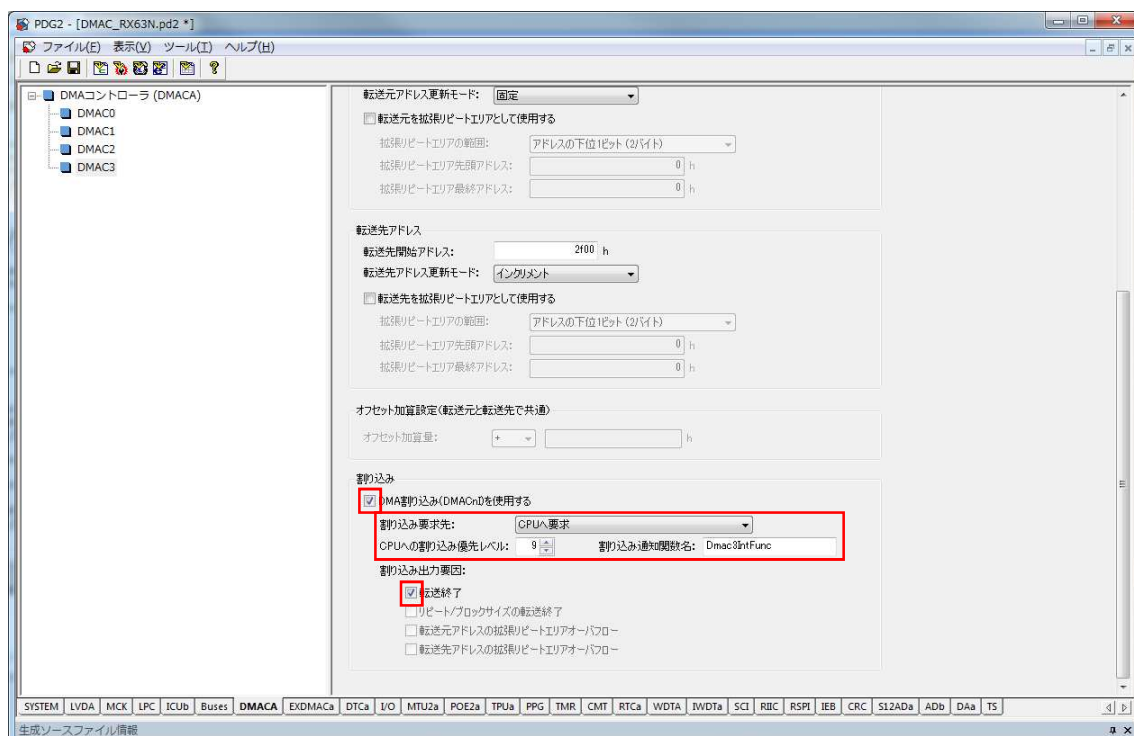 PDG2 - [DMAC_RX63N.pd2 *]
ファイル(F) 表示(V) ツール(T) ヘルプ(H)
DMAコントローラ (DMACA)
DMAC0
DMAC1
DMAC2
DMAC3
転送元アドレス更新モード: 固定
転送元を拡張リピートエリアとして使用する
拡張リピートエリアの範囲: アドレスの下位1ビット (2バイト)
拡張リピートエリア先頭アドレス: 0 h
拡張リピートエリア最終アドレス: 0 h
転送先アドレス
転送先開始アドレス: 2f00 h
転送先アドレス更新モード: インクリメント
転送先を拡張リピートエリアとして使用する
拡張リピートエリアの範囲: アドレスの下位1ビット (2バイト)
拡張リピートエリア先頭アドレス: 0 h
拡張リピートエリア最終アドレス: 0 h
オフセット加算設定(転送元と転送先で共通)
オフセット加算量: + h
割り込み
DMA割り込み(DMACnI)を使用する
割り込み要求先: CPUへ要求
CPUへの割り込み優先レベル: 9 割り込み通知関数名: Dmac3IntFunc
割り込み出力要因:
転送終了
リピート/ブロックサイズの転送終了
転送元アドレスの拡張リピートエリアオーバフロー
転送先アドレスの拡張リピートエリアオーバフロー
SYSTEM LVDA MCK LPC ICUb Buses DMACA EXDMACa DTCa I/O MTU2a POE2a TPUa PPG TMR CMT RTCa WDTA IWDTa SCI RIIC RSPI IEB CRC S12ADa ADb DAa TS
生成ソースファイル情報